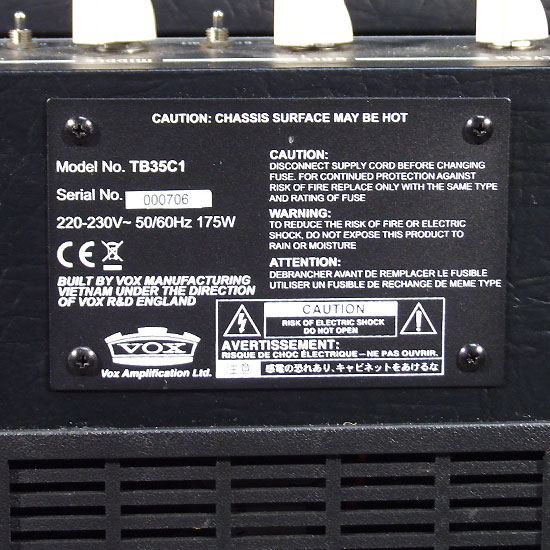 CAUTION: CHASSIS SURFACE MAY BE HOT
Model No. TB35C1
Serial No. 000706
220-230V~ 50/60Hz 175W
CE
BUILT BY VOX MANUFACTURING
VIETNAM UNDER THE DIRECTION
OF VOX R&D ENGLAND
VOX
Vox Amplification Ltd.
CAUTION:
DISCONNECT SUPPLY CORD BEFORE CHANGING
FUSE. FOR CONTINUED PROTECTION AGAINST
RISK OF FIRE REPLACE ONLY WITH THE SAME TYPE
AND RATING OF FUSE
WARNING:
TO REDUCE THE RISK OF FIRE OR ELECTRIC
SHOCK, DO NOT EXPOSE THIS PRODUCT TO
RAIN OR MOISTURE
ATTENTION:
DEBRANCHER AVANT DE REMPLACER LE FUSIBLE
UTILISER UN FUSIBLE DE RECHANGE DE MEME TYPE
CAUTION
RISK OF ELECTRIC SHOCK
DO NOT OPEN
AVERTISSEMENT:
RISQUE DE CHOC ÉLECTRIQUE – NE PAS OUVRIR.
注意 感電の恐れあり、キャビネットをあけるな